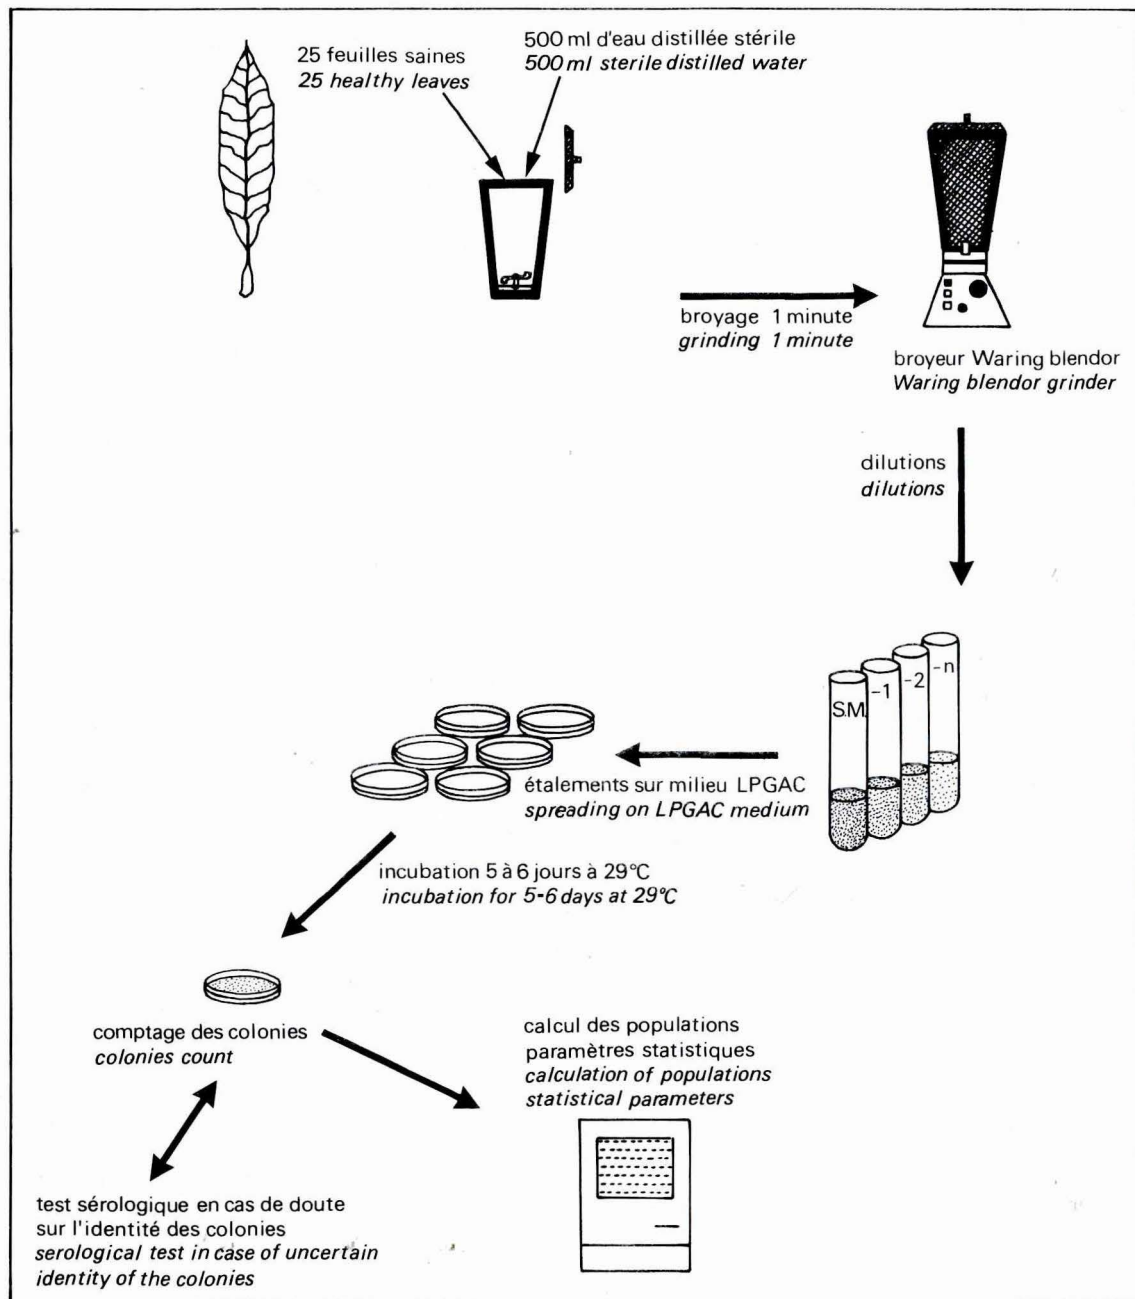 25 feuilles saines
25 healthy leaves
500 ml d'eau distillée stérile
500 ml sterile distilled water
broyage 1 minute
grinding 1 minute
broyeur Waring blendor
Waring blendor grinder
dilutions
dilutions
S.M.
-1
-2
-n
étalements sur milieu LPGAC
spreading on LPGAC medium
incubation 5 à 6 jours à 29°C
incubation for 5-6 days at 29°C
comptage des colonies
colonies count
calcul des populations
paramètres statistiques
calculation of populations
statistical parameters
test sérologique en cas de doute
sur l'identité des colonies
serological test in case of uncertain
identity of the colonies